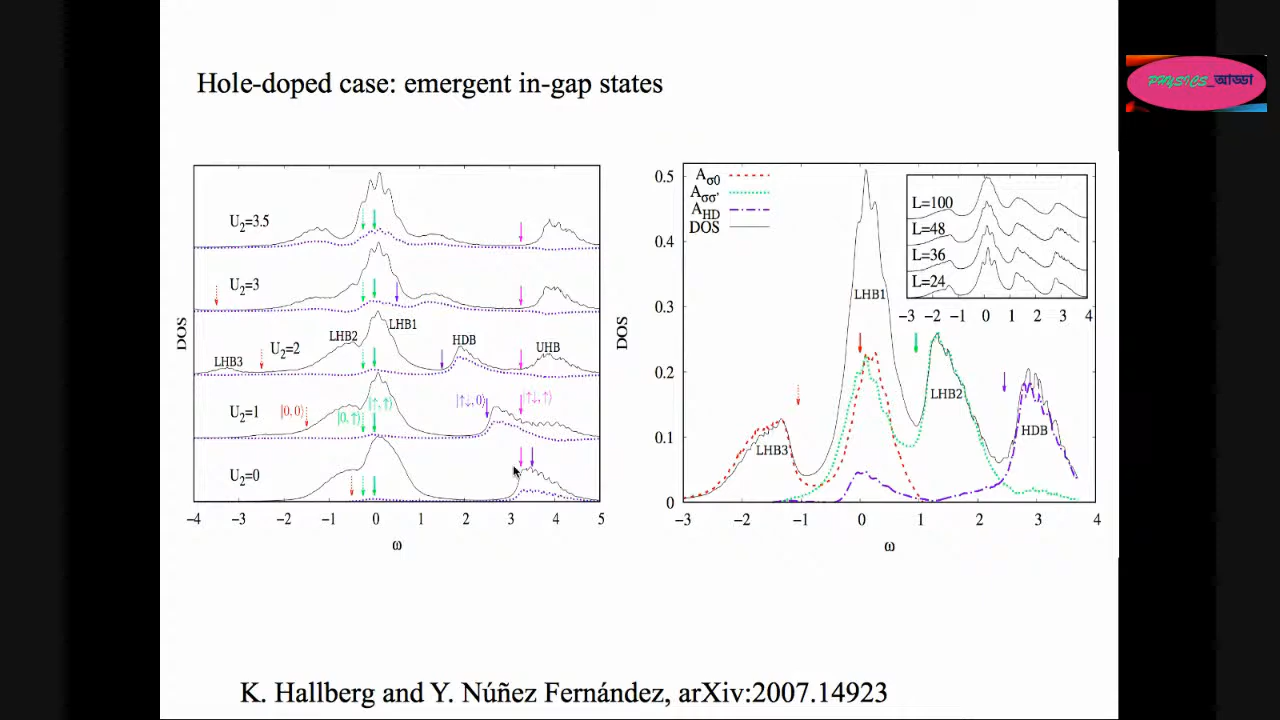 PHYSICS_আড্ডা
Hole-doped case: emergent in-gap states
DOS
U2=3.5
U2=3
U2=2
LHB3
LHB2
LHB1
HDB
UHB
U2=1
|0,0⟩
|0,↑⟩
|↑,↑⟩
|↑↓,0⟩
|↑↓,↑⟩
U2=0
−4 −3 −2 −1 0 1 2 3 4 5
ω
DOS
0.5
0.4
0.3
0.2
0.1
0
Aσ0
Aσσ'
AHD
DOS
LHB1
LHB2
LHB3
HDB
L=100
L=48
L=36
L=24
−3 −2 −1 0 1 2 3 4
−3 −2 −1 0 1 2 3 4
ω
K. Hallberg and Y. Núñez Fernández, arXiv:2007.14923